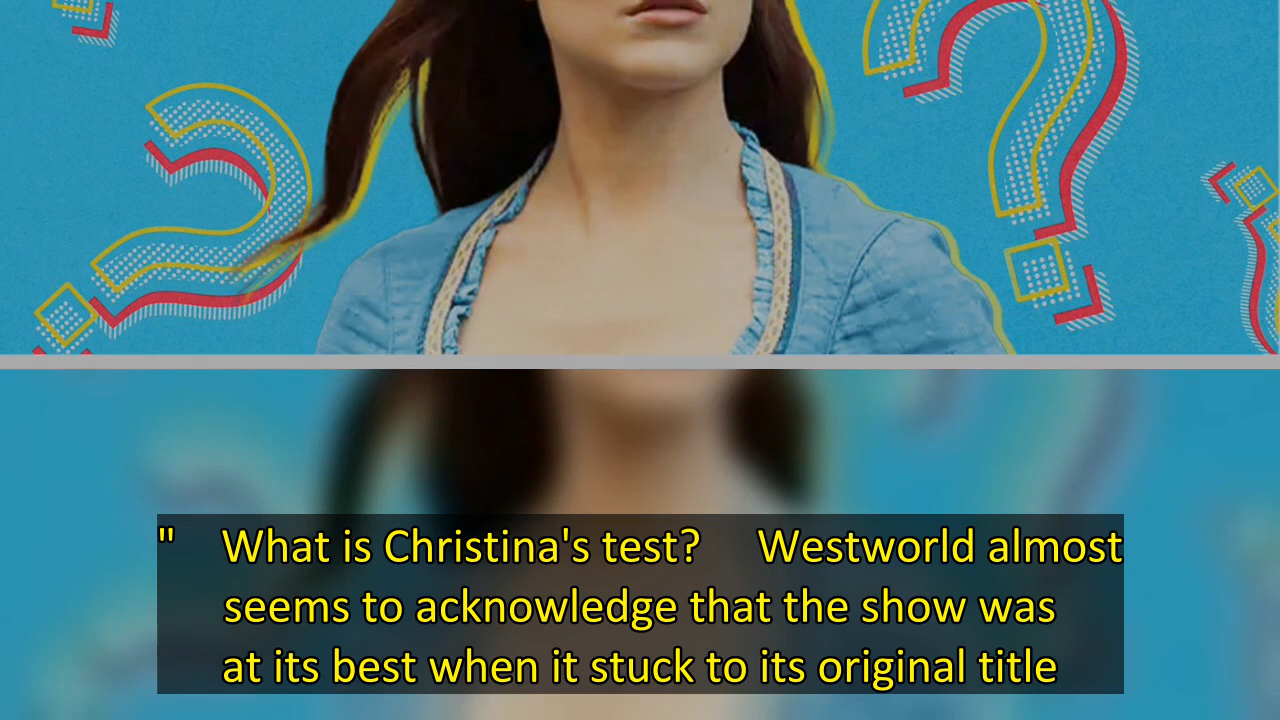 " What is Christina's test? Westworld almost
seems to acknowledge that the show was
at its best when it stuck to its original title